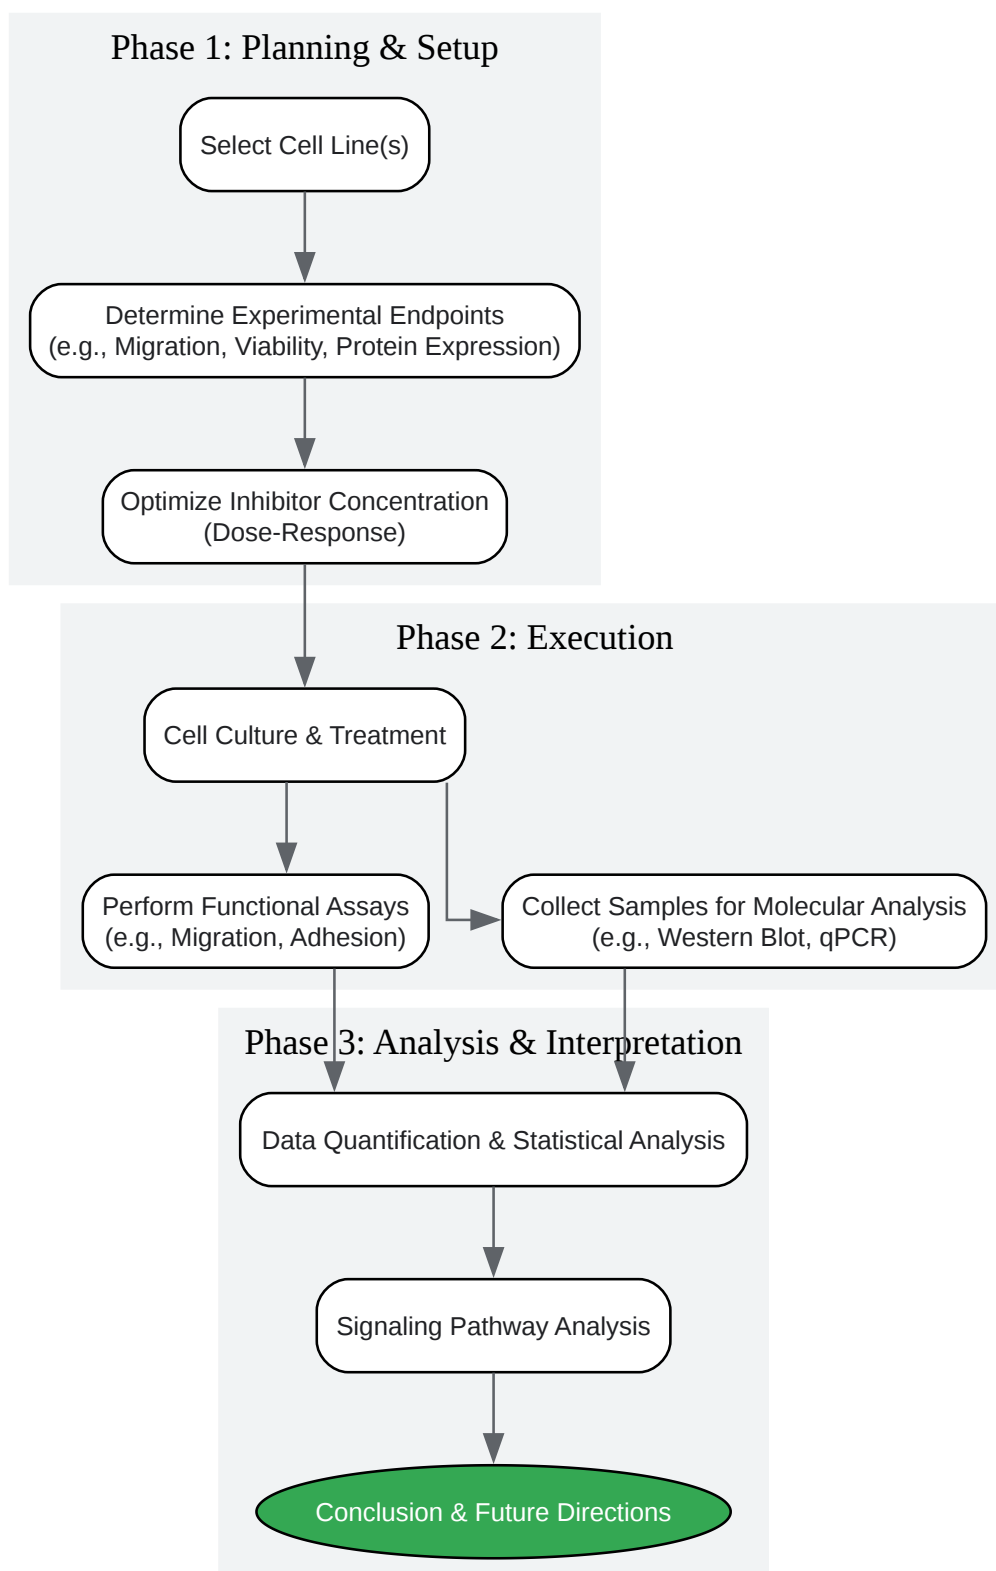 Phase 1: Planning & Setup
Select Cell Line(s)
Determine Experimental Endpoints
(e.g., Migration, Viability, Protein Expression)
Optimize Inhibitor Concentration
(Dose-Response)
Phase 2: Execution
Cell Culture & Treatment
Perform Functional Assays
(e.g., Migration, Adhesion)
Collect Samples for Molecular Analysis
(e.g., Western Blot, qPCR)
Phase 3: Analysis & Interpretation
Data Quantification & Statistical Analysis
Signaling Pathway Analysis
Conclusion & Future Directions